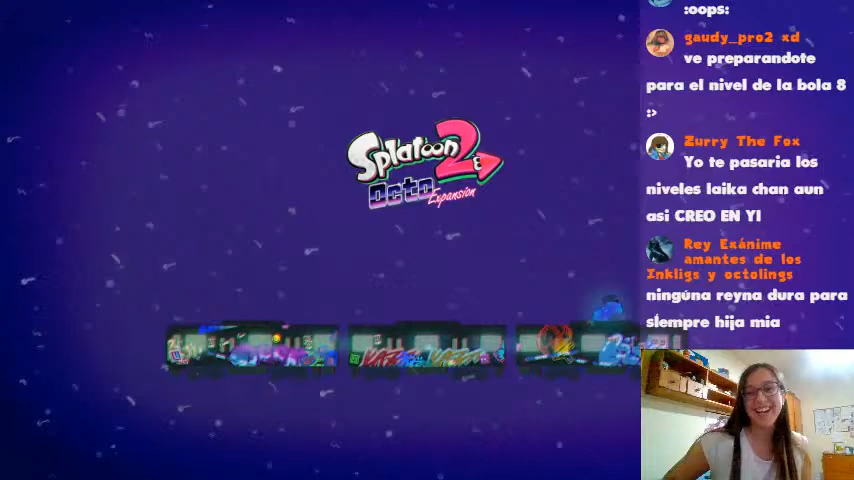 Splatoon 2
Octo Expansion
:oops:
gaudy_pro2 xd
ve preparandote
para el nivel de la bola 8
:>
Zurry The Fox
Yo te pasaria los
niveles laika chan aun
asi CREO EN YI
Rey Exánime
amantes de los
Inkligs y octolings
ningúna reyna dura para
siempre hija mia